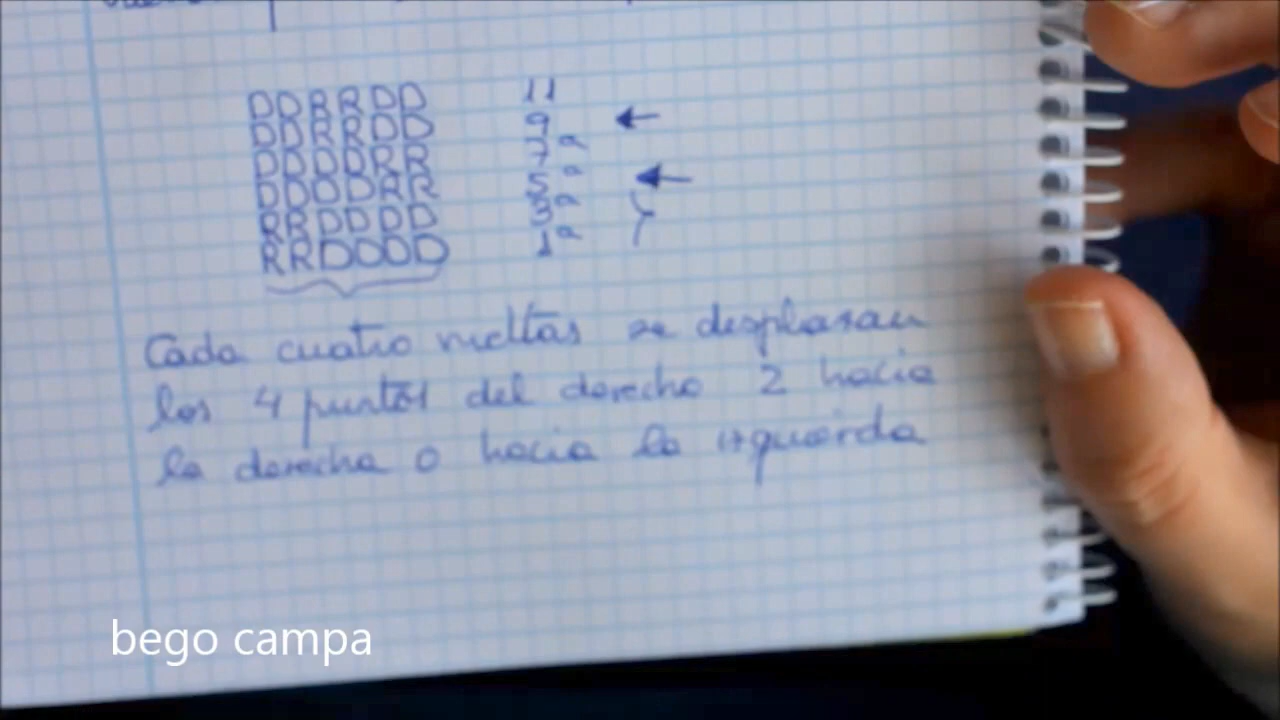 DDRRDD 11
DDRRDD 9
DDDDRR 7ª
DDDDRR 5ª
RRDDDD 3ª
RRDDDD 1ª
Cada cuatro vueltas se desplazan
los 4 puntos del derecho 2 hacia
la derecha o hacia la izquierda
bego campa